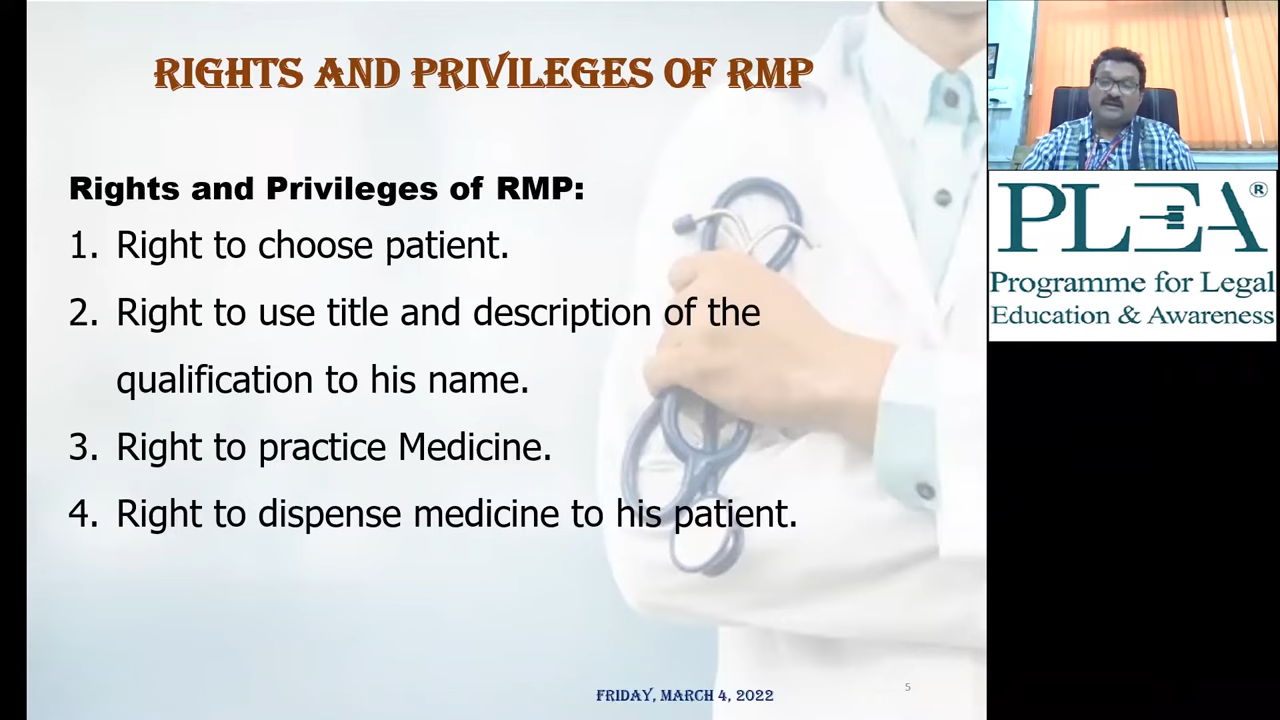 RIGHTS AND PRIVILEGES OF RMP
Rights and Privileges of RMP:
1. Right to choose patient.
2. Right to use title and description of the
qualification to his name.
3. Right to practice Medicine.
4. Right to dispense medicine to his patient.
FRIDAY, MARCH 4, 2022
5
PLEA®
Programme for Legal
Education & Awareness